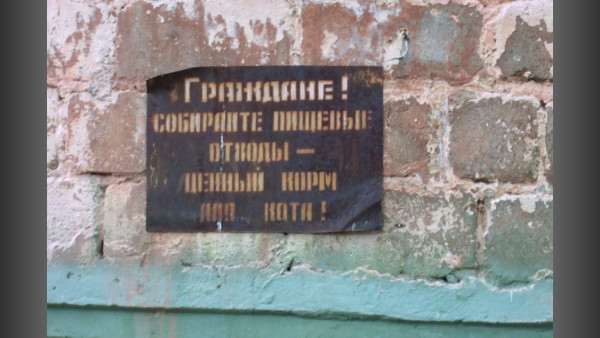 Граждане!
СОБИРАЙТЕ ПИЩЕВЫЕ
ОТХОДЫ —
ЦЕННЫЙ КОРМ
ДЛЯ КОТА!